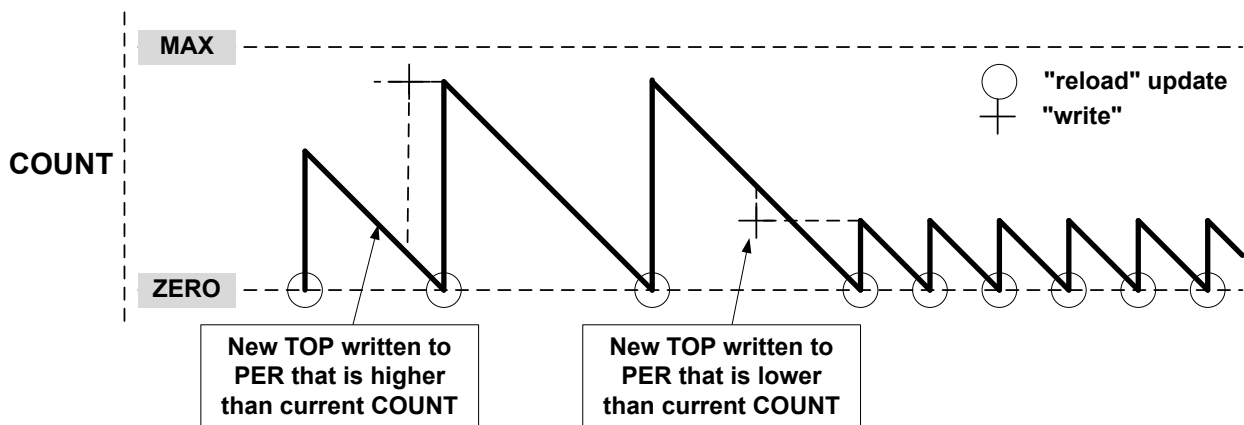 MAX
"reload" update
"write"
COUNT
ZERO
New TOP written to
PER that is higher
than current COUNT
New TOP written to
PER that is lower
than current COUNT